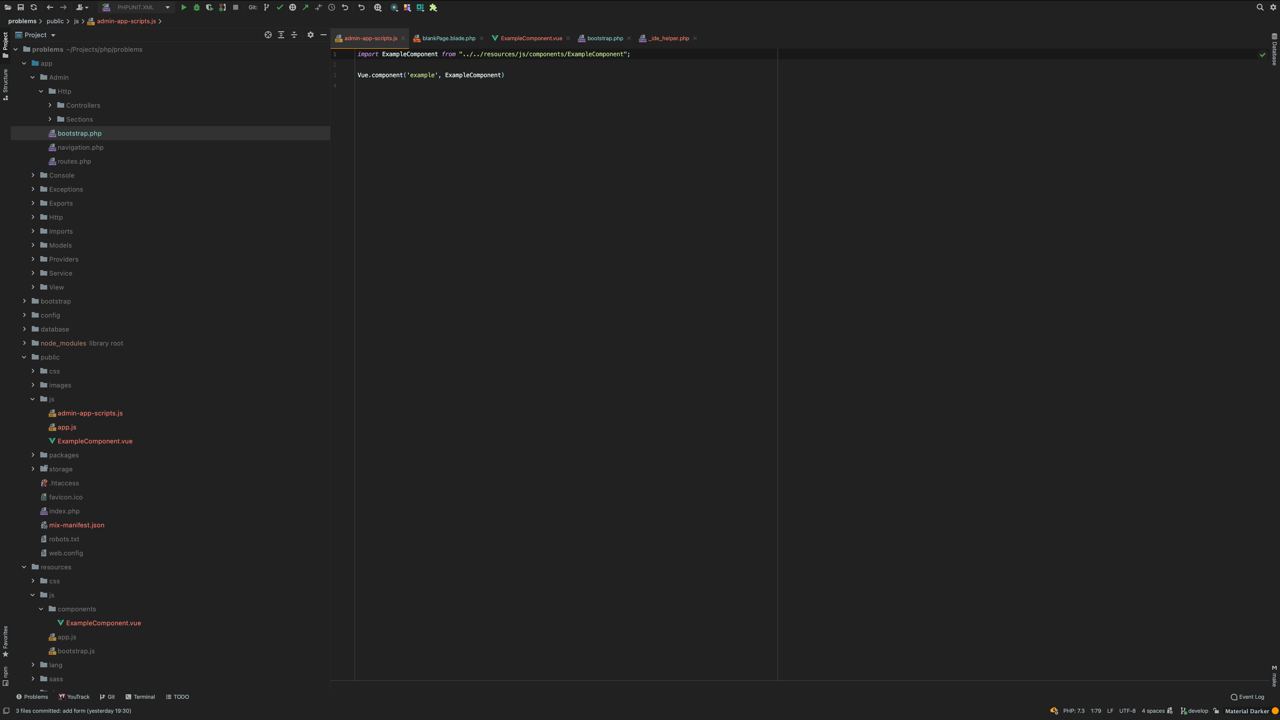 PHPUNIT.XML
Git:
problems
public
js
admin-app-scripts.js
Project
admin-app-scripts.js
blankPage.blade.php
ExampleComponent.vue
bootstrap.php
_ide_helper.php
problems ~/Projects/php/problems
app
Admin
Http
Controllers
Sections
bootstrap.php
navigation.php
routes.php
Console
Exceptions
Exports
Http
Imports
Models
Providers
Service
View
bootstrap
config
database
node_modules library root
public
css
images
js
admin-app-scripts.js
app.js
ExampleComponent.vue
packages
storage
.htaccess
favicon.ico
index.php
mix-manifest.json
robots.txt
web.config
resources
css
js
components
ExampleComponent.vue
app.js
bootstrap.js
lang
sass
1 import ExampleComponent from "../../resources/js/components/ExampleComponent";
2
3 Vue.component('example', ExampleComponent)
4
Project
Structure
Favorites
npm
Database
make
Problems
YouTrack
Git
Terminal
TODO
Event Log
3 files committed: add form (yesterday 19:30)
PHP: 7.3
1:79
LF
UTF-8
4 spaces
develop
Material Darker